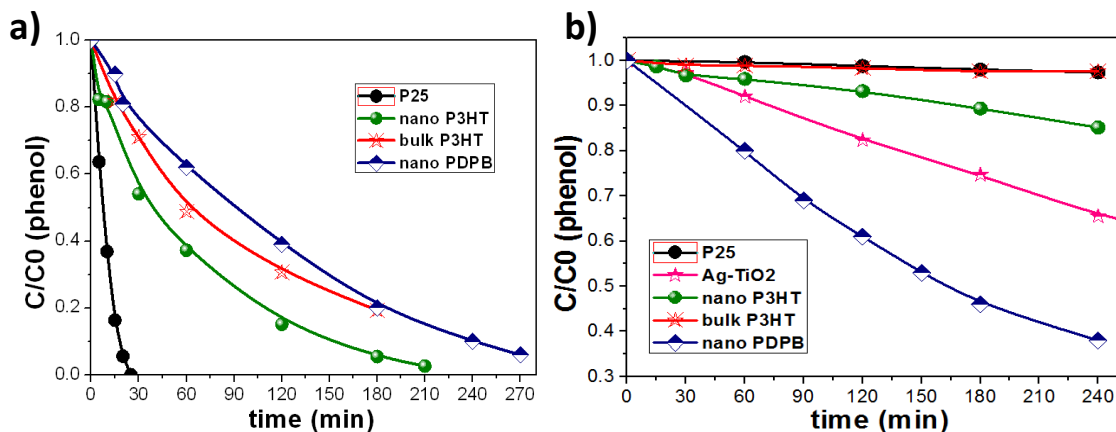 a)
C/C0 (phenol)
1.0
0.8
0.6
0.4
0.2
0.0
P25
nano P3HT
bulk P3HT
nano PDPB
0 30 60 90 120 150 180 210 240 270
time (min)
b)
C/C0 (phenol)
1.0
0.9
0.8
0.7
0.6
0.5
0.4
0.3
P25
Ag-TiO2
nano P3HT
bulk P3HT
nano PDPB
0 30 60 90 120 150 180 210 240
time (min)